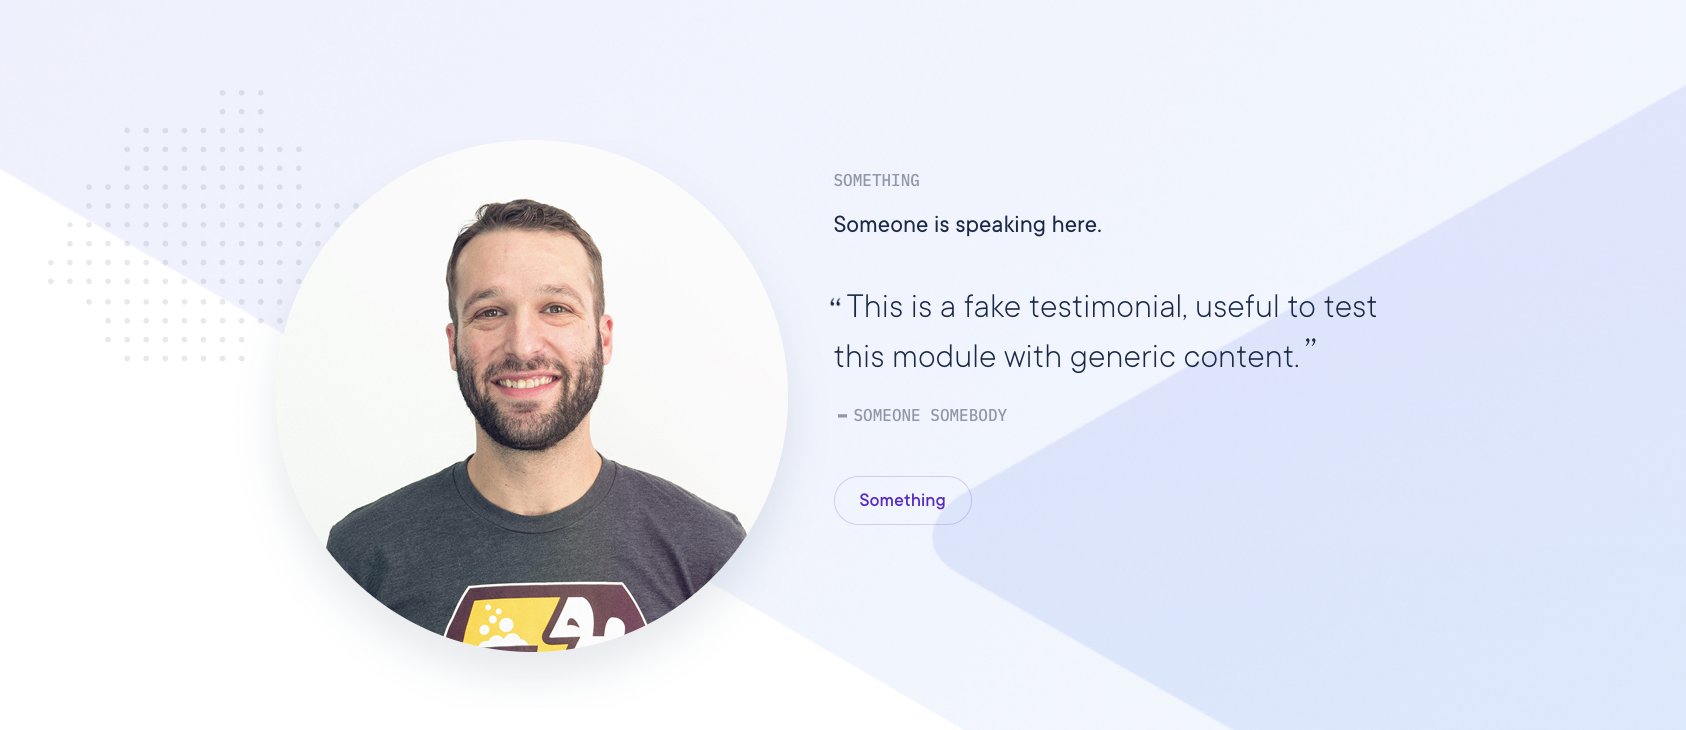 SOMETHING
Someone is speaking here.
“ This is a fake testimonial, useful to test
this module with generic content. ”
– SOMEONE SOMEBODY
Something